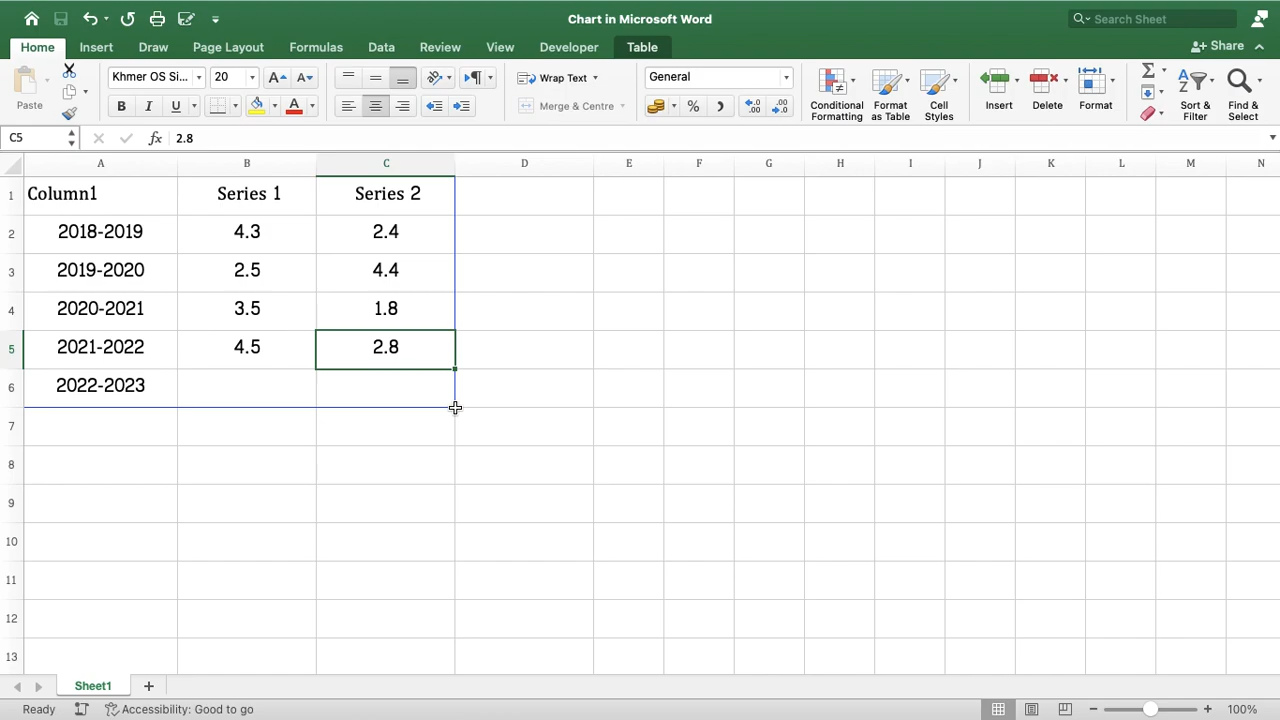 Chart in Microsoft Word
Search Sheet
Home Insert Draw Page Layout Formulas Data Review View Developer Table Share
Paste Khmer OS Si... 20 A A Wrap Text General Conditional Formatting Format as Table Cell Styles Insert Delete Format Sort & Filter Find & Select
B I U A Merge & Centre %
C5 fx 2.8
A B C D E F G H I J K L M N
1 Column1 Series 1 Series 2
2 2018-2019 4.3 2.4
3 2019-2020 2.5 4.4
4 2020-2021 3.5 1.8
5 2021-2022 4.5 2.8
6 2022-2023
7
8
9
10
11
12
13
Sheet1
Ready Accessibility: Good to go 100%